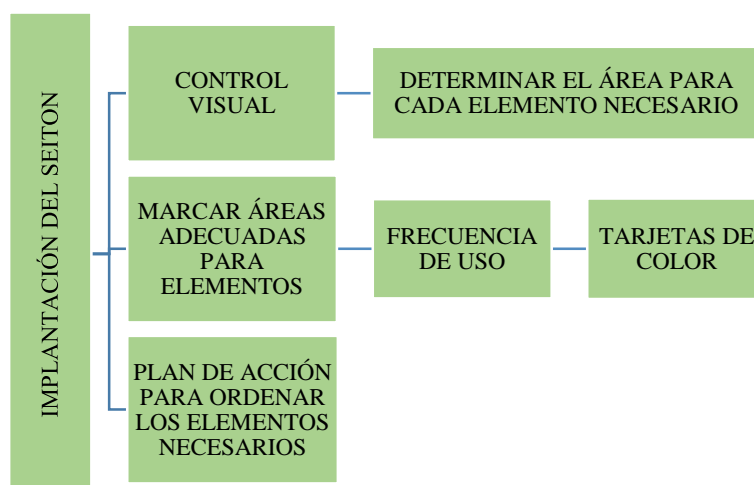 IMPLANTACIÓN DEL SEITON
CONTROL
VISUAL
DETERMINAR EL ÁREA PARA
CADA ELEMENTO NECESARIO
MARCAR ÁREAS
ADECUADAS
PARA
ELEMENTOS
FRECUENCIA
DE USO
TARJETAS DE
COLOR
PLAN DE ACCIÓN
PARA ORDENAR
LOS ELEMENTOS
NECESARIOS